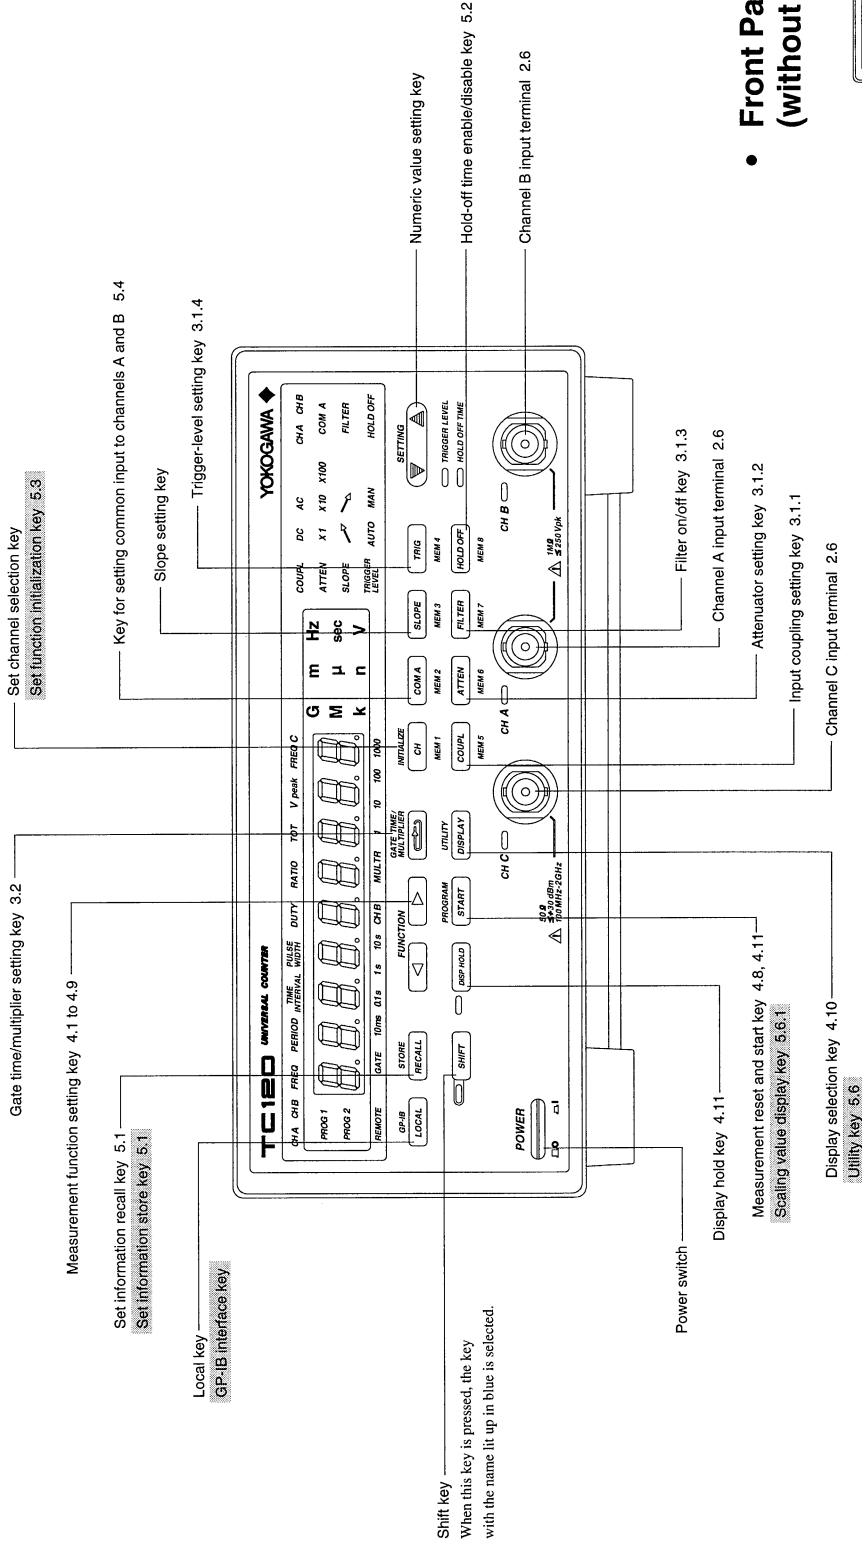 Set channel selection key
Set function initialization key 5.3
Gate time/multiplier setting key 3.2
Key for setting common input to channels A and B 5.4
Measurement function setting key 4.1 to 4.9
Slope setting key
Set information recall key 5.1
Set information store key 5.1
Trigger-level setting key 3.1.4
Local key
GP-IB interface key
Shift key
When this key is pressed, the key
with the name lit up in blue is selected.
TC120 UNIVERSAL COUNTER
YOKOGAWA
CH A CH B FREQ PERIOD TIME INTERVAL PULSE WIDTH DUTY RATIO TOT V peak FREQ C
PROG 1
PROG 2
G m Hz
M µ sec
k n V
REMOTE GATE 10ms 0.1s 1s 10s CH B MULTR 1 10 100 1000
COUPL DC AC CH A CH B
ATTEN X1 X10 X100 COM A
SLOPE FILTER
TRIGGER LEVEL AUTO MAN HOLD OFF
GP-IB STORE FUNCTION GATE TIME/ MULTIPLIER INITIALIZE SETTING
LOCAL RECALL CH COM A SLOPE TRIG
MEM 1 MEM 2 MEM 3 MEM 4
TRIGGER LEVEL
HOLD OFF TIME
PROGRAM UTILITY
SHIFT DISP HOLD START DISPLAY COUPL ATTEN FILTER HOLD OFF
MEM 5 MEM 6 MEM 7 MEM 8
POWER
CH C CH A CH B
50Ω
≤+30 dBm
100 MHz-2GHz
1MΩ
≤250Vpk
Numeric value setting key
Hold-off time enable/disable key 5.2
Channel B input terminal 2.6
Power switch
Display hold key 4.11
Measurement reset and start key 4.8, 4.11
Scaling value display key 5.6.1
Display selection key 4.10
Utility key 5.6
Filter on/off key 3.1.3
Channel A input terminal 2.6
Attenuator setting key 3.1.2
Input coupling setting key 3.1.1
Channel C input terminal 2.6
• Front Pa
(without